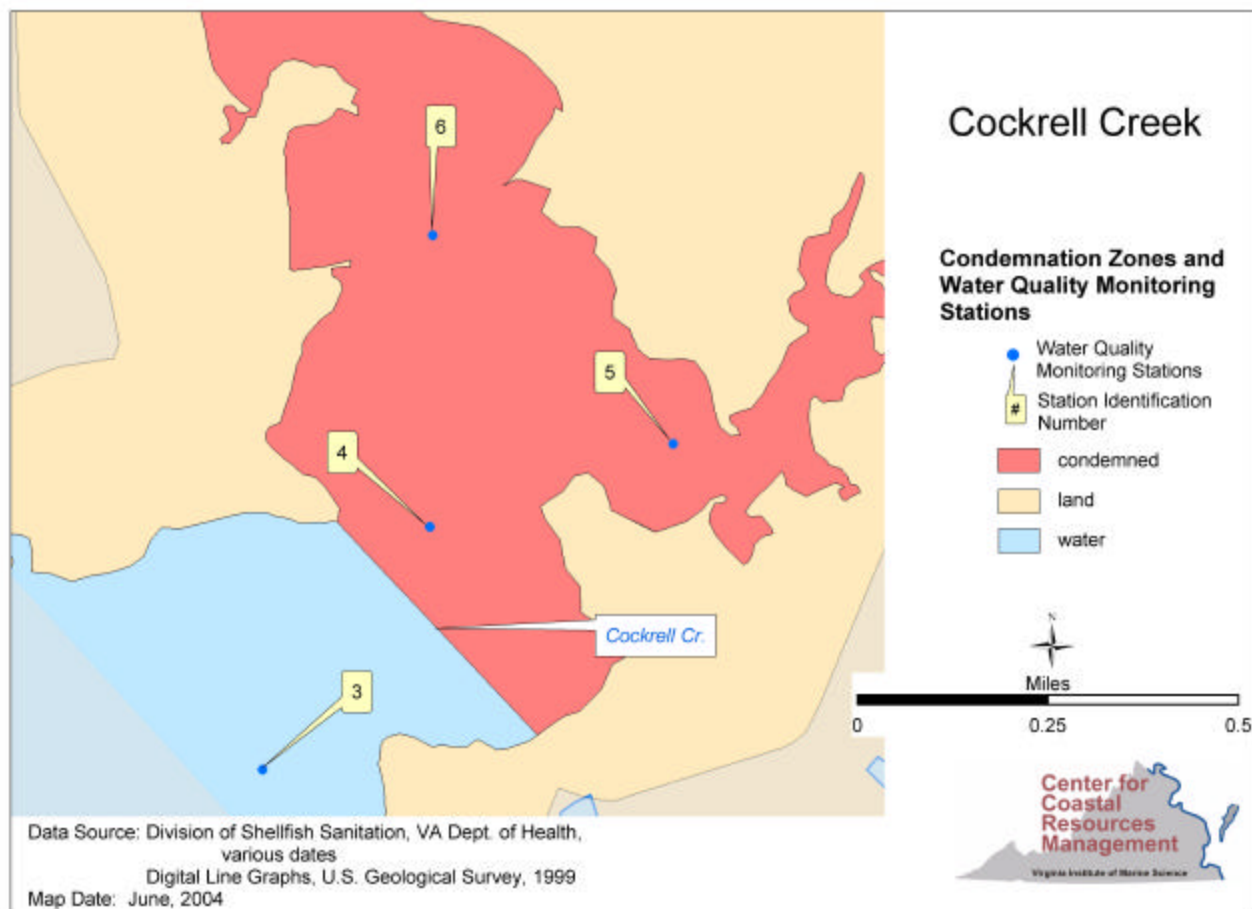 Cockrell Creek
6
5
4
3
Cockrell Cr.
Condemnation Zones and
Water Quality Monitoring
Stations
Water Quality
Monitoring Stations
#
Station Identification
Number
condemned
land
water
N
Miles
0
0.25
0.5
Center for
Coastal
Resources
Management
Virginia Institute of Marine Science
Data Source: Division of Shellfish Sanitation, VA Dept. of Health,
various dates
Digital Line Graphs, U.S. Geological Survey, 1999
Map Date: June, 2004